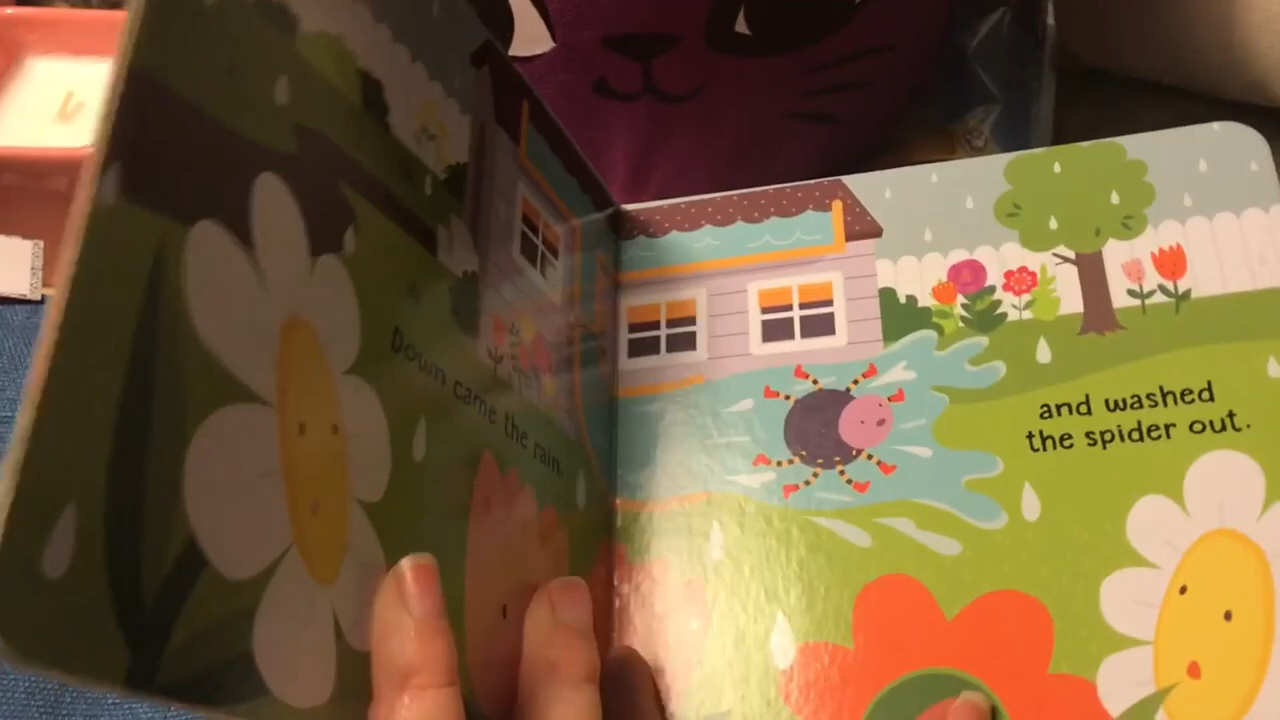 Down came the rain,
and washed
the spider out.